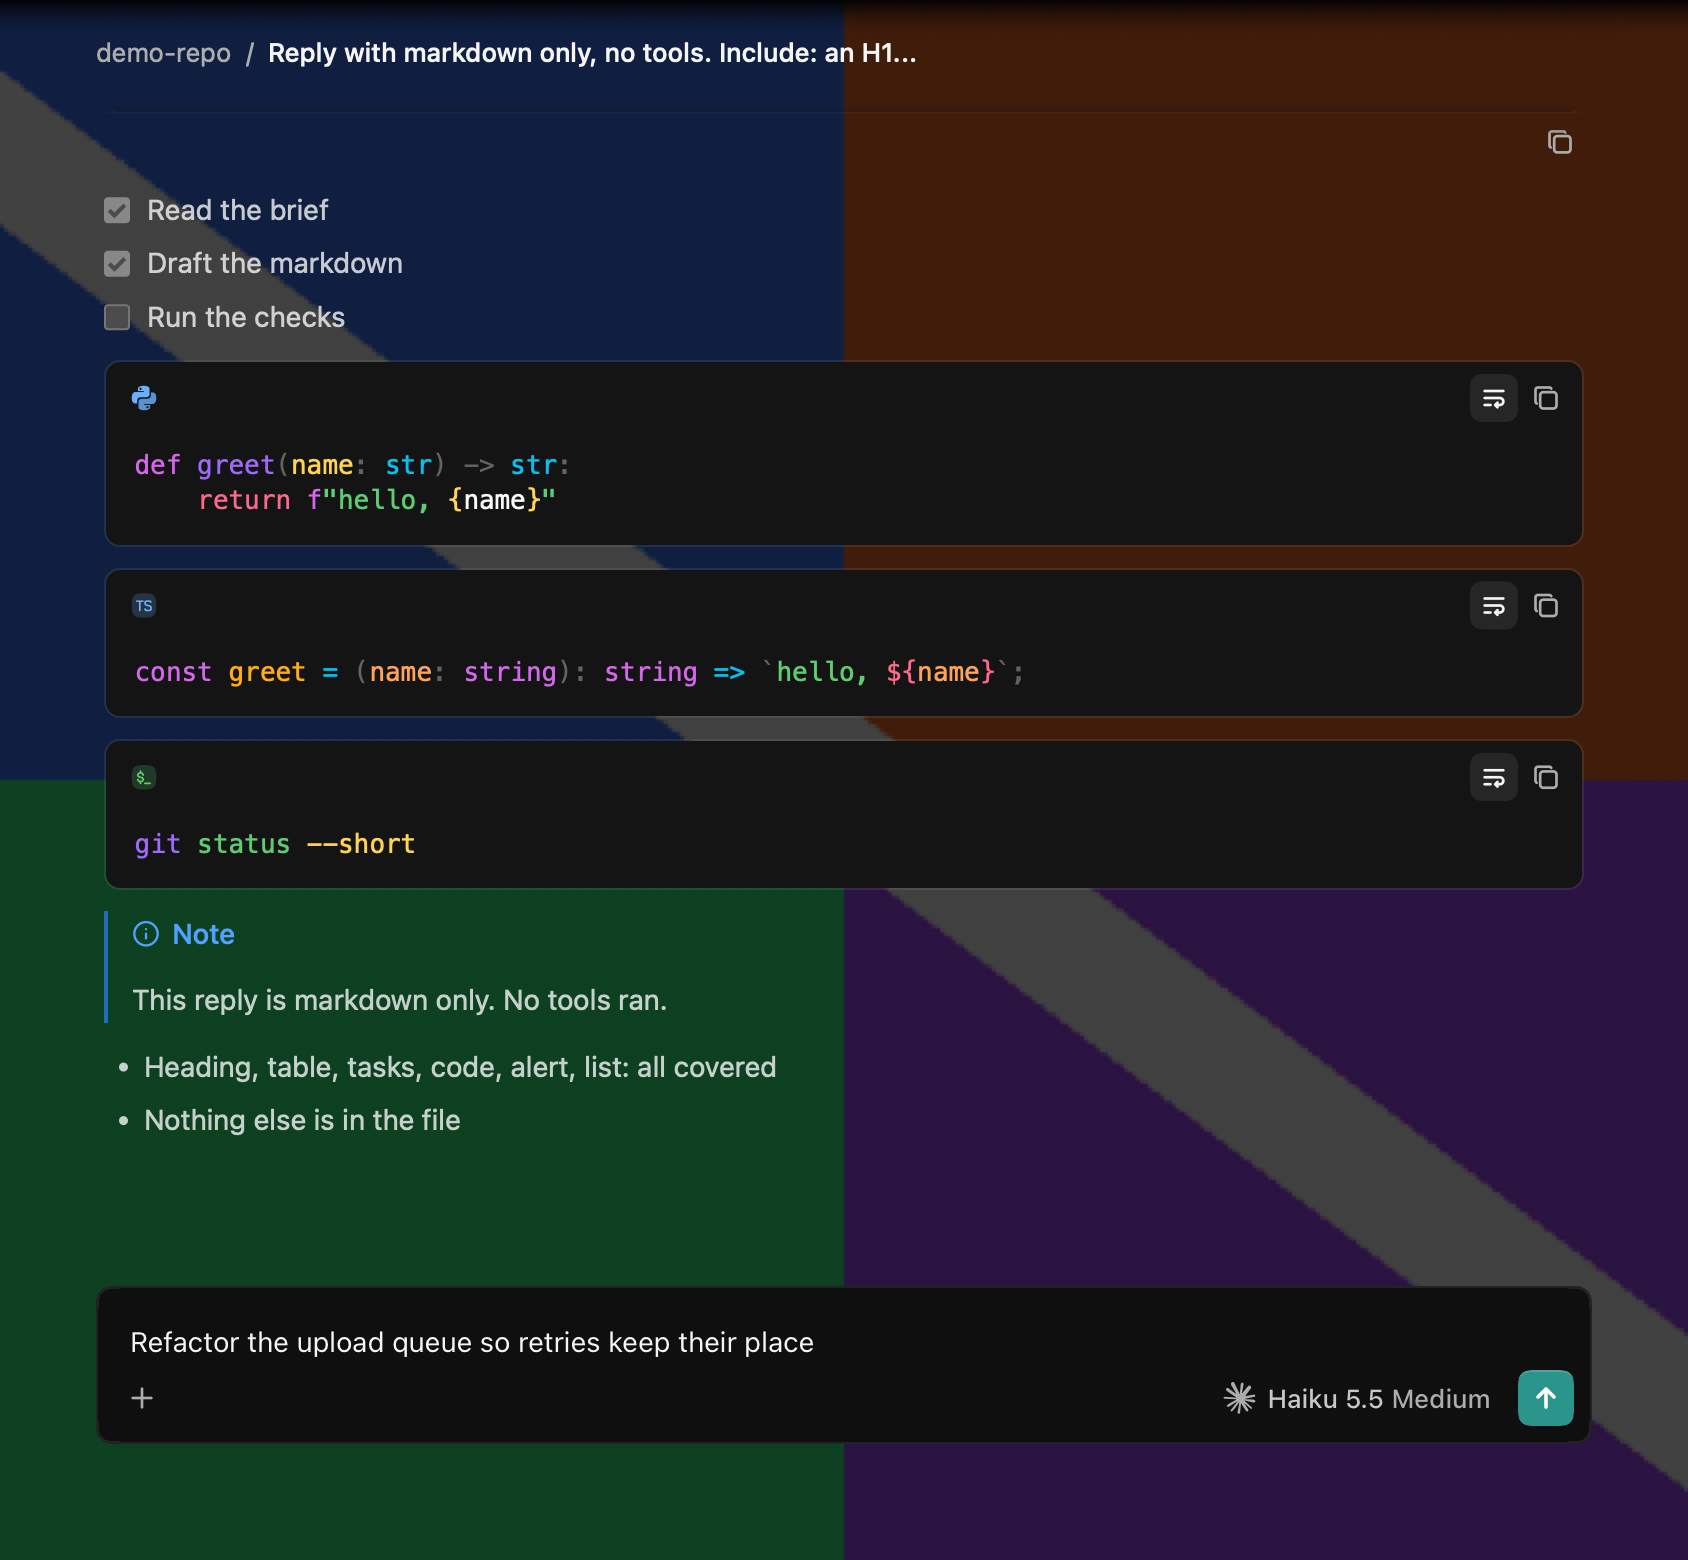 demo-repo / Reply with markdown only, no tools. Include: an H1...
Read the brief
Draft the markdown
Run the checks
def greet(name: str) -> str:
    return f"hello, {name}"
TS
const greet = (name: string): string => `hello, ${name}`;
$_
git status --short
Note
This reply is markdown only. No tools ran.
• Heading, table, tasks, code, alert, list: all covered
• Nothing else is in the file
Refactor the upload queue so retries keep their place
Haiku 5.5 Medium